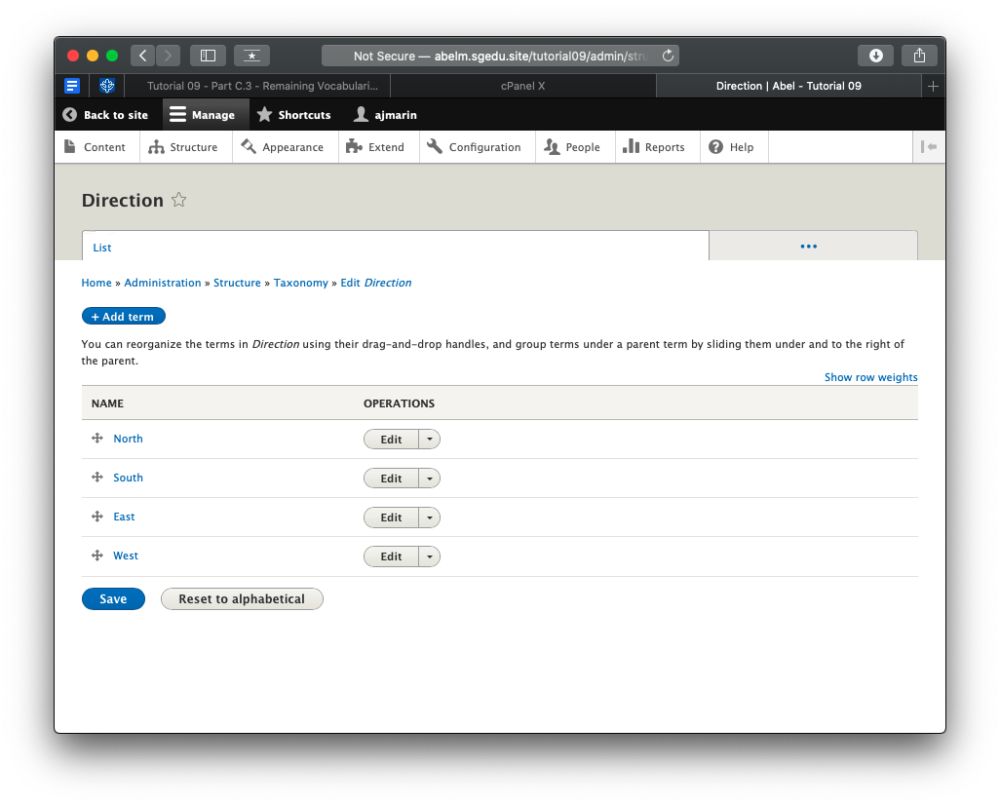 Not Secure — abelm.sgedu.site/tutorial09/admin/stru
Tutorial 09 - Part C.3 - Remaining Vocabulari... cPanel X Direction | Abel - Tutorial 09
Back to site Manage Shortcuts ajmarin
Content Structure Appearance Extend Configuration People Reports Help
Direction
List •••
Home » Administration » Structure » Taxonomy » Edit Direction
+ Add term
You can reorganize the terms in Direction using their drag-and-drop handles, and group terms under a parent term by sliding them under and to the right of
the parent.
Show row weights
NAME OPERATIONS
North Edit
South Edit
East Edit
West Edit
Save Reset to alphabetical